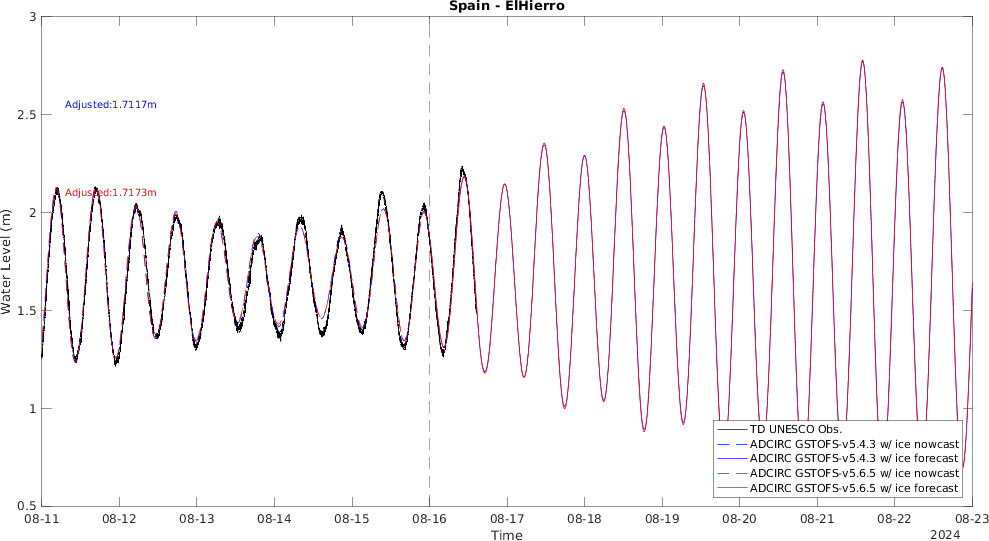 Spain - ElHierro
3
2.5
2
1.5
1
0.5
Water Level (m)
Adjusted:1.7117m
Adjusted:1.7173m
TD UNESCO Obs.
ADCIRC GSTOFS-v5.4.3 w/ ice nowcast
ADCIRC GSTOFS-v5.4.3 w/ ice forecast
ADCIRC GSTOFS-v5.6.5 w/ ice nowcast
ADCIRC GSTOFS-v5.6.5 w/ ice forecast
08-11 08-12 08-13 08-14 08-15 08-16 08-17 08-18 08-19 08-20 08-21 08-22 08-23
Time
2024